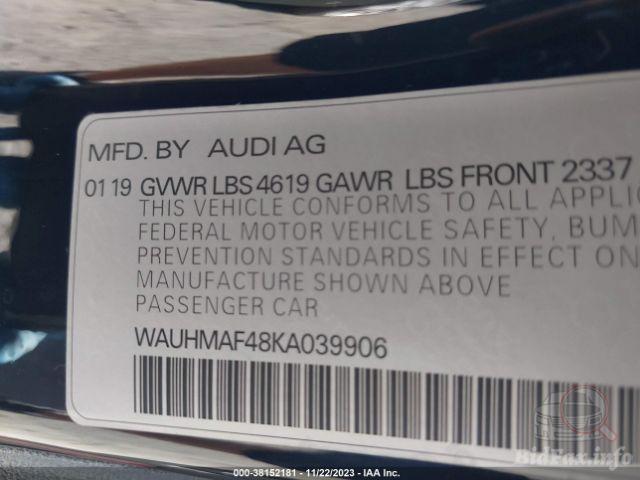 MFD. BY AUDI AG
01 19 GVWR LBS 4619 GAWR LBS FRONT 2337
THIS VEHICLE CONFORMS TO ALL
FEDERAL MOTOR VEHICLE SAFETY,
PREVENTION STANDARDS IN EFFECT ON
MANUFACTURE SHOWN ABOVE
PASSENGER CAR
WAUHMAF48KA039906
BidFax.info
000-38152181 - 11/22/2023 - IAA Inc.